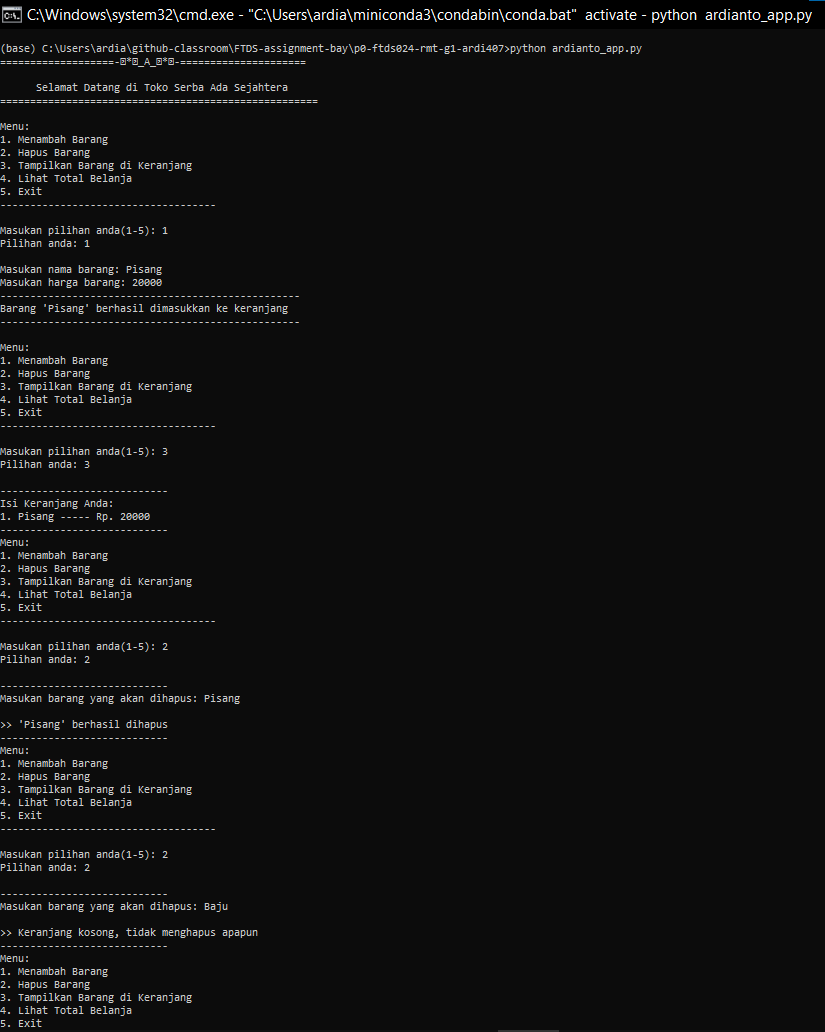 C:\Windows\system32\cmd.exe - "C:\Users\ardia\miniconda3\condabin\conda.bat" activate - python ardianto_app.py
(base) C:\Users\ardia\github-classroom\FTDS-assignment-bay\p0-ftds024-rmt-g1-ardi407>python ardianto_app.py
===================-*_A_*-=====================
Selamat Datang di Toko Serba Ada Sejahtera
=====================================================
Menu:
1. Menambah Barang
2. Hapus Barang
3. Tampilkan Barang di Keranjang
4. Lihat Total Belanja
5. Exit
------------------------------------
Masukan pilihan anda(1-5): 1
Pilihan anda: 1
Masukan nama barang: Pisang
Masukan harga barang: 20000
--------------------------------------------------
Barang 'Pisang' berhasil dimasukkan ke keranjang
--------------------------------------------------
Menu:
1. Menambah Barang
2. Hapus Barang
3. Tampilkan Barang di Keranjang
4. Lihat Total Belanja
5. Exit
------------------------------------
Masukan pilihan anda(1-5): 3
Pilihan anda: 3
----------------------------
Isi Keranjang Anda:
1. Pisang ----- Rp. 20000
----------------------------
Menu:
1. Menambah Barang
2. Hapus Barang
3. Tampilkan Barang di Keranjang
4. Lihat Total Belanja
5. Exit
------------------------------------
Masukan pilihan anda(1-5): 2
Pilihan anda: 2
----------------------------
Masukan barang yang akan dihapus: Pisang
>> 'Pisang' berhasil dihapus
----------------------------
Menu:
1. Menambah Barang
2. Hapus Barang
3. Tampilkan Barang di Keranjang
4. Lihat Total Belanja
5. Exit
------------------------------------
Masukan pilihan anda(1-5): 2
Pilihan anda: 2
----------------------------
Masukan barang yang akan dihapus: Baju
>> Keranjang kosong, tidak menghapus apapun
----------------------------
Menu:
1. Menambah Barang
2. Hapus Barang
3. Tampilkan Barang di Keranjang
4. Lihat Total Belanja
5. Exit